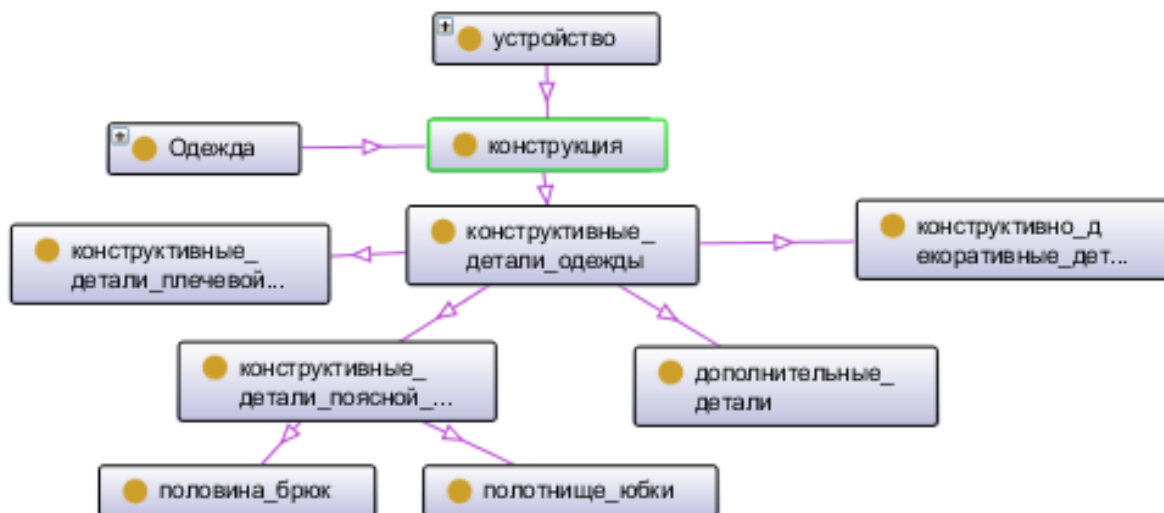 устройство
Одежда
конструкция
конструктивные_
детали_плечевой...
конструктивные_
детали_одежды
конструктивно_д
екоративные_дет...
конструктивные_
детали_поясной_...
дополнительные_
детали
половина_брюк
полотнище_юбки